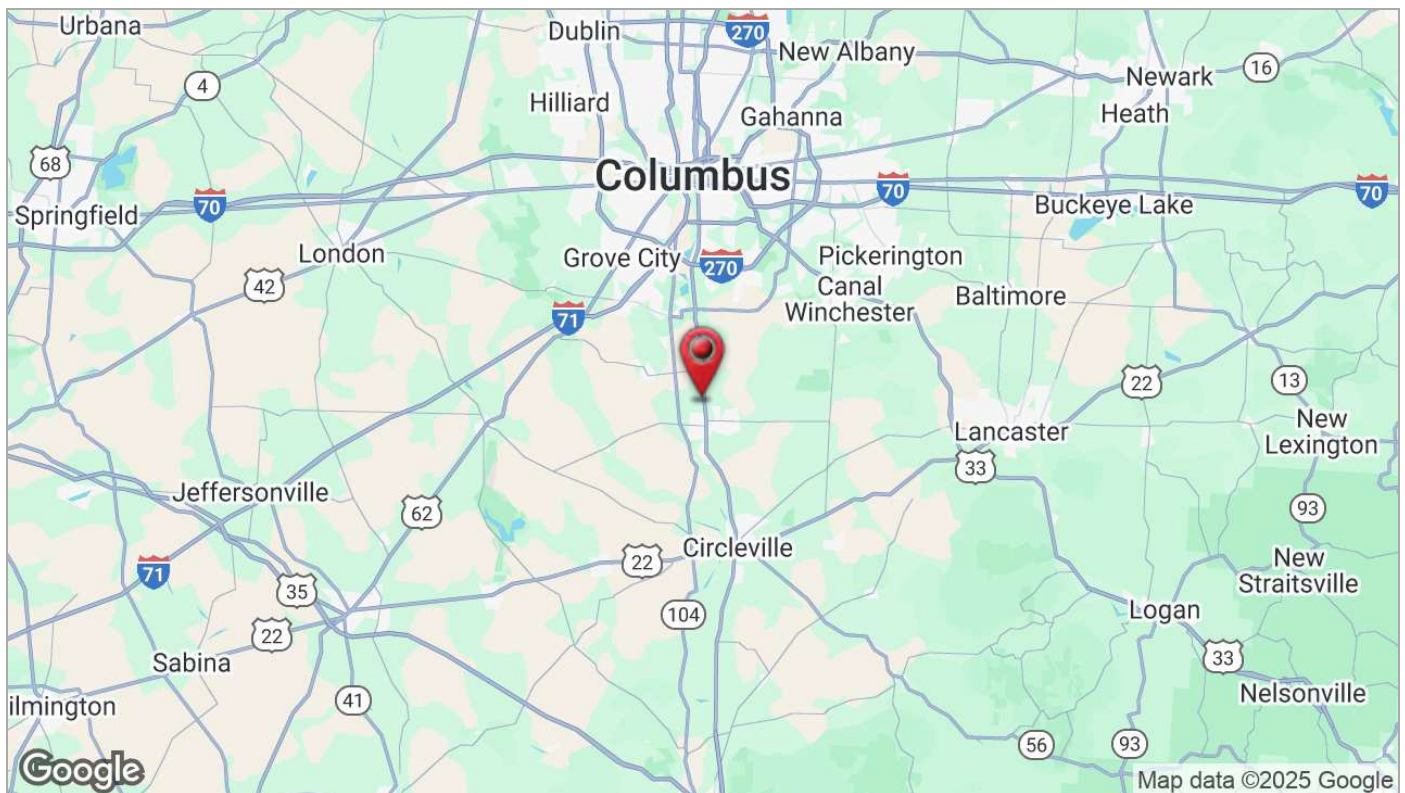 Urbana
Dublin
270
New Albany
4
Newark
16
Hilliard
Gahanna
Heath
68
Columbus
70
70
70
Springfield
Buckeye Lake
London
Grove City
270
Pickerington
42
Canal
Winchester
Baltimore
71
22
13
New
Lexington
Lancaster
33
Jeffersonville
62
93
Circleville
22
71
New
Straitsville
35
104
Logan
22
Sabina
33
41
Nelsonville
ilmington
56
93
Google
Map data ©2025 Google